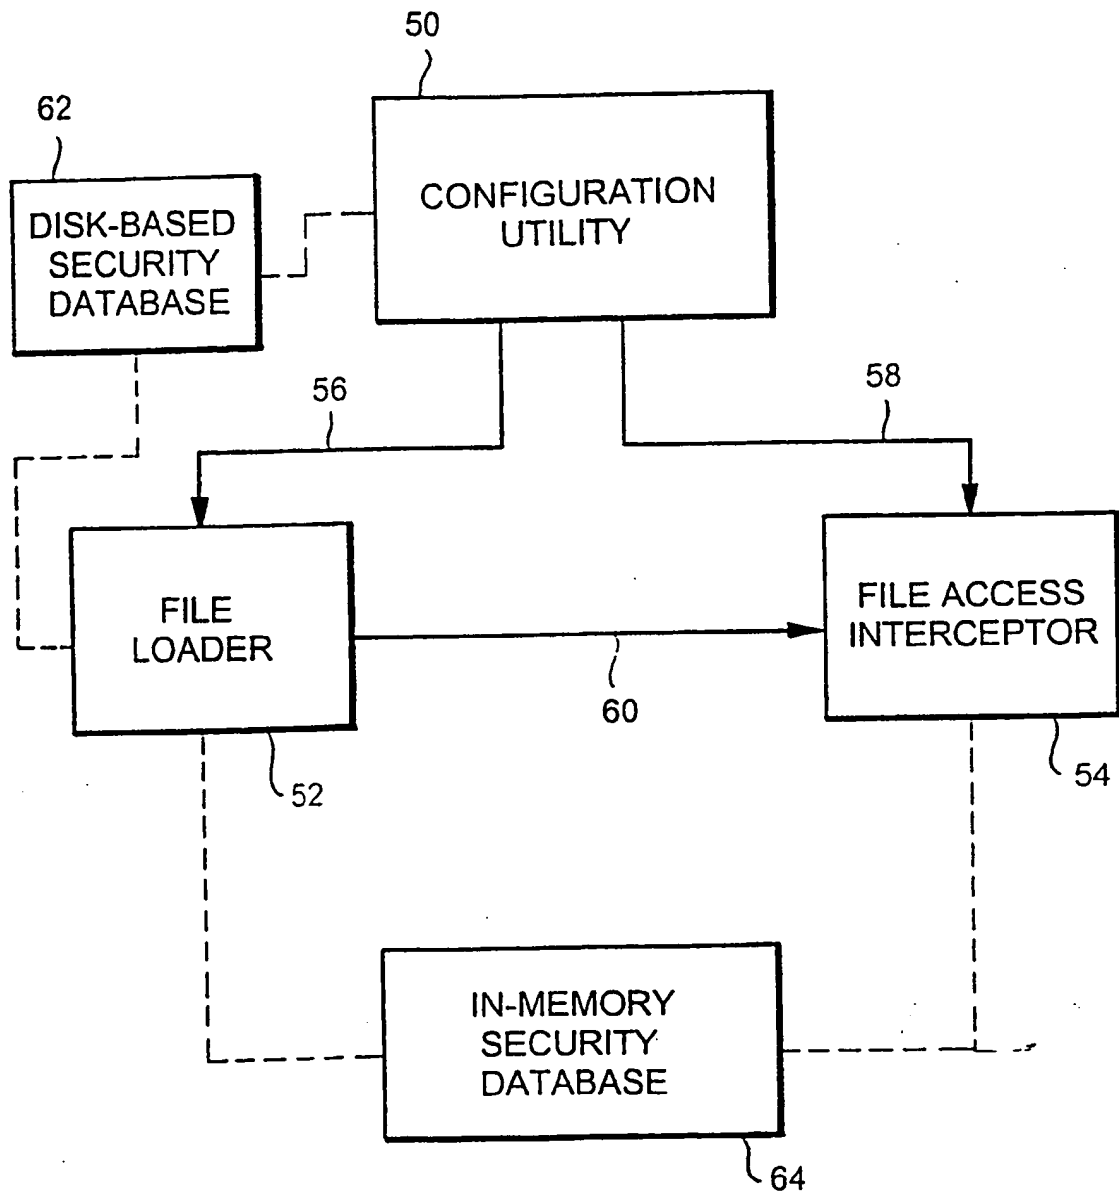 50
62
CONFIGURATION
UTILITY
DISK-BASED
SECURITY
DATABASE
56
58
FILE
LOADER
FILE ACCESS
INTERCEPTOR
60
52
54
IN-MEMORY
SECURITY
DATABASE
64